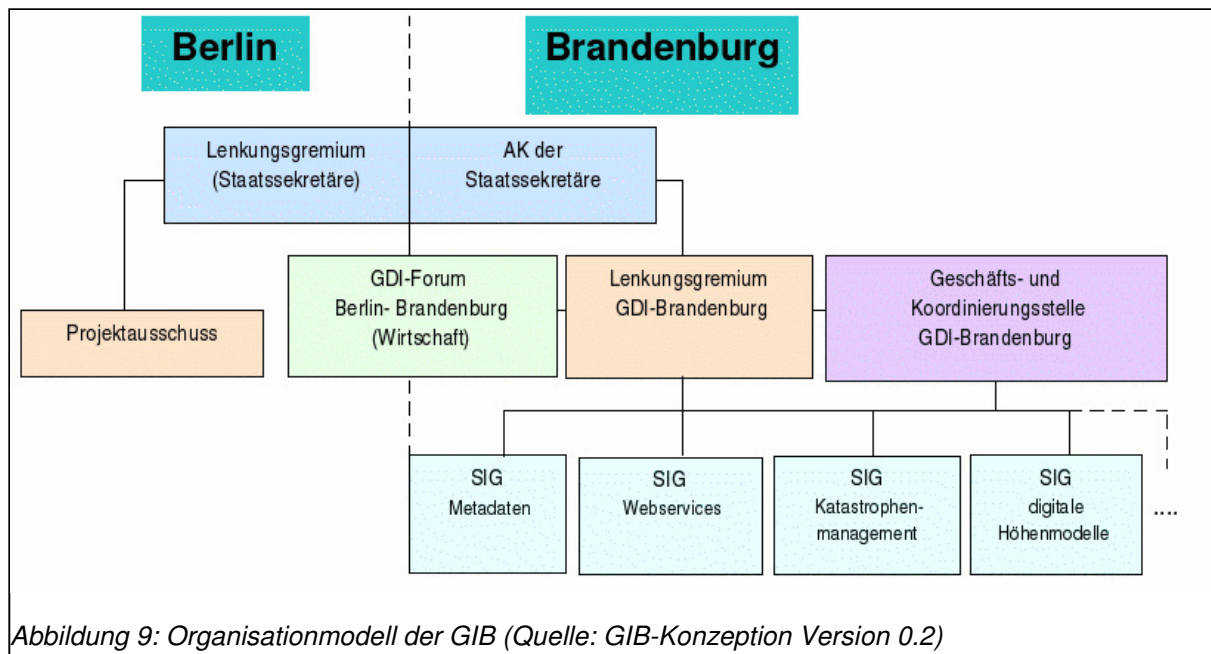 Berlin
Brandenburg
Lenkungsgremium
(Staatssekretäre)
AK der
Staatssekretäre
Projektausschuss
GDI-Forum
Berlin- Brandenburg
(Wirtschaft)
Lenkungsgremium
GDI-Brandenburg
Geschäfts- und
Koordinierungsstelle
GDI-Brandenburg
SIG
Metadaten
SIG
Webservices
SIG
Katastrophen-
management
SIG
digitale
Höhenmodelle
....
Abbildung 9: Organisationmodell der GIB (Quelle: GIB-Konzeption Version 0.2)